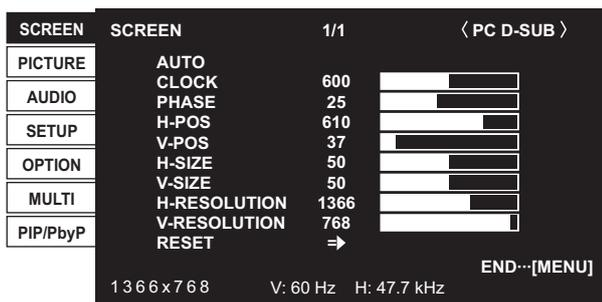 SCREEN
PICTURE
AUDIO
SETUP
OPTION
MULTI
PIP/PbyP
SCREEN 1/1 〈 PC D-SUB 〉
AUTO
CLOCK 600
PHASE 25
H-POS 610
V-POS 37
H-SIZE 50
V-SIZE 50
H-RESOLUTION 1366
V-RESOLUTION 768
RESET ⇒
END···[MENU]
1366x768 V: 60 Hz H: 47.7 kHz